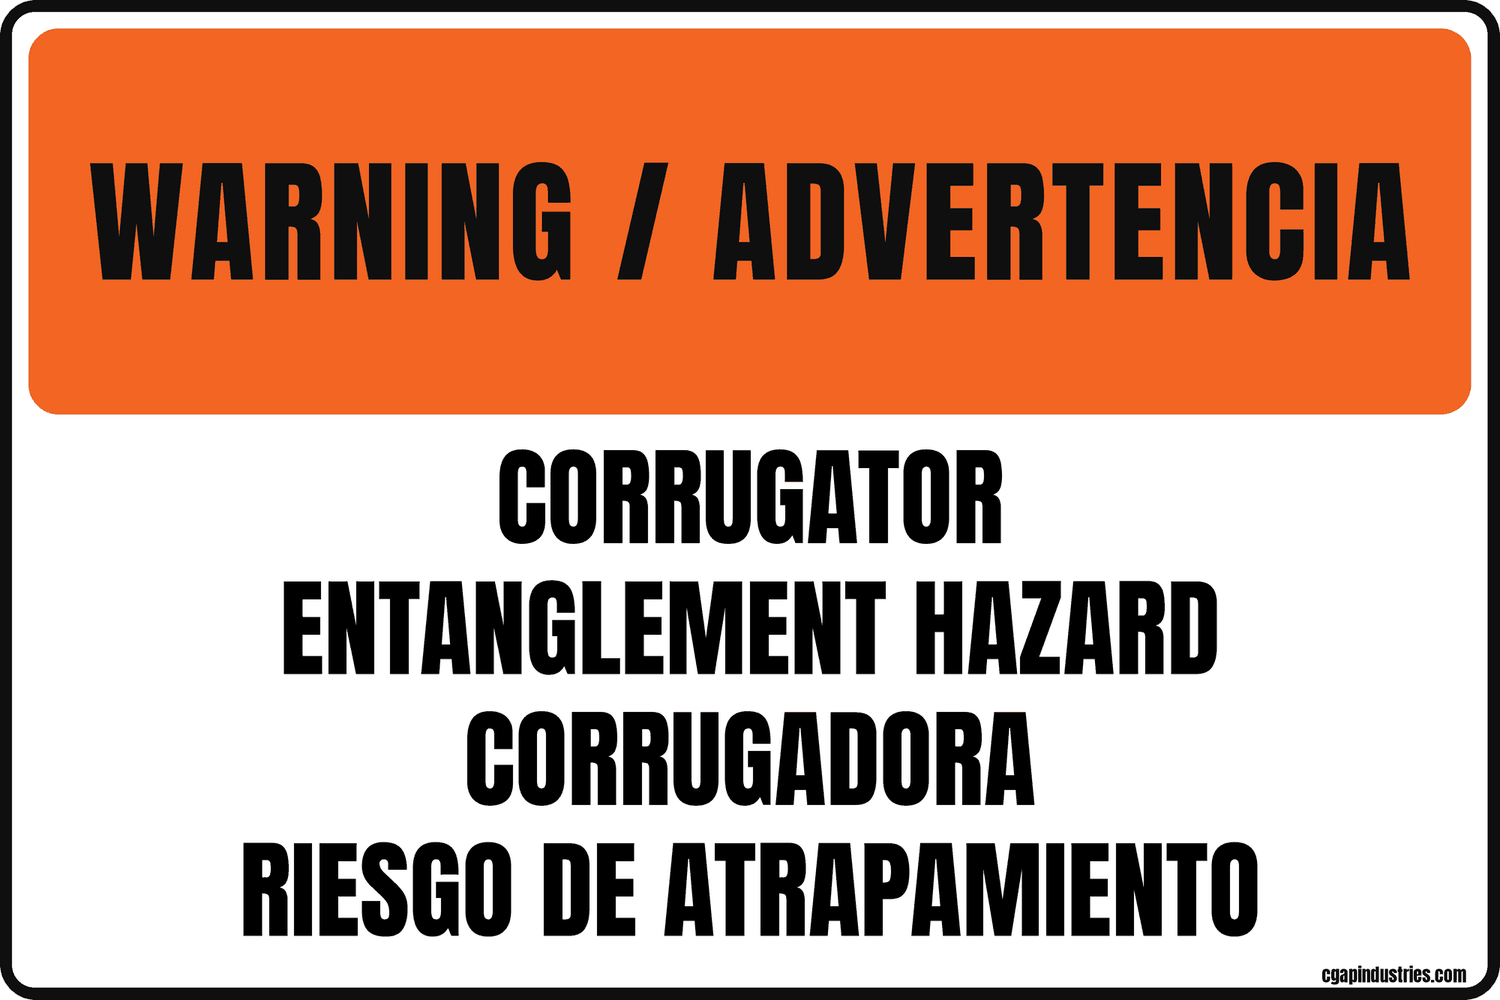 WARNING / ADVERTENCIA
CORRUGATOR
ENTANGLEMENT HAZARD
CORRUGADORA
RIESGO DE ATRAPAMIENTO
cgapindustries.com